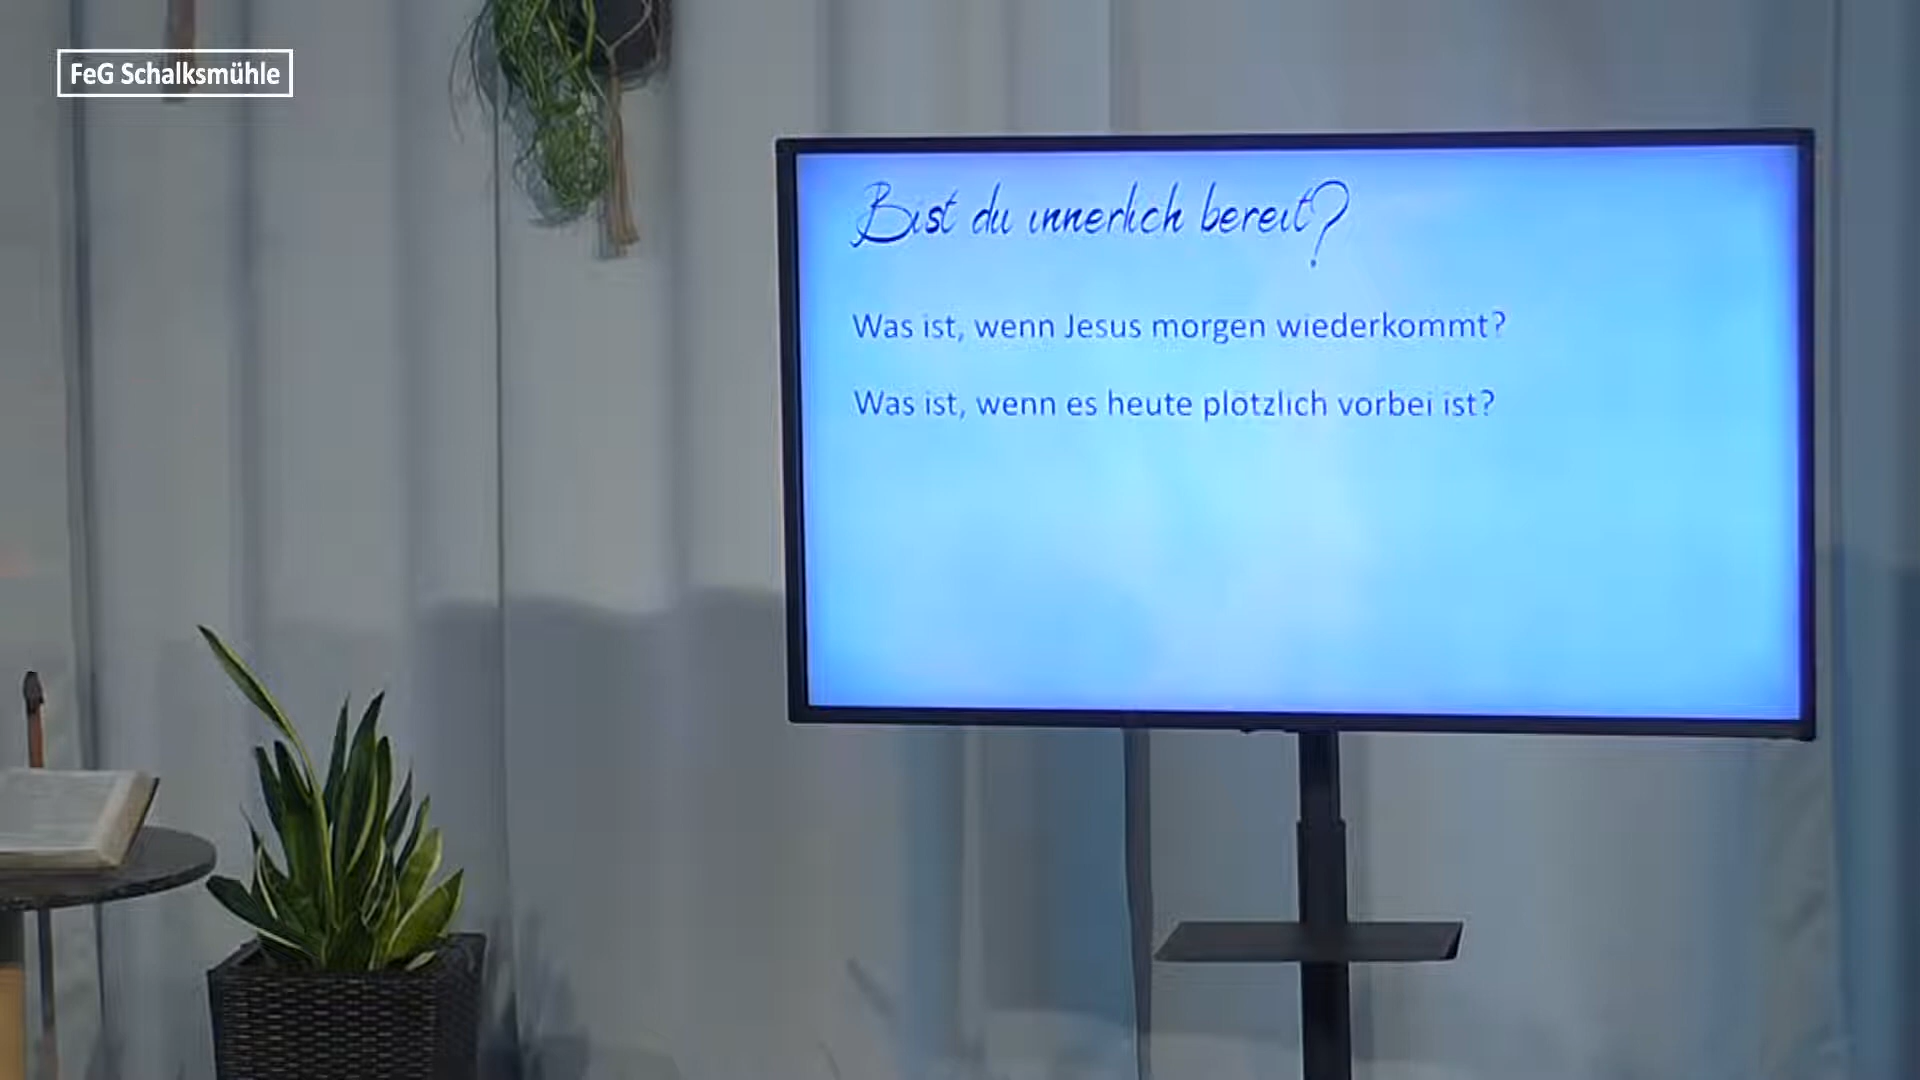 FeG Schalksmühle
Bist du innerlich bereit?
Was ist, wenn Jesus morgen wiederkommt?
Was ist, wenn es heute plötzlich vorbei ist?